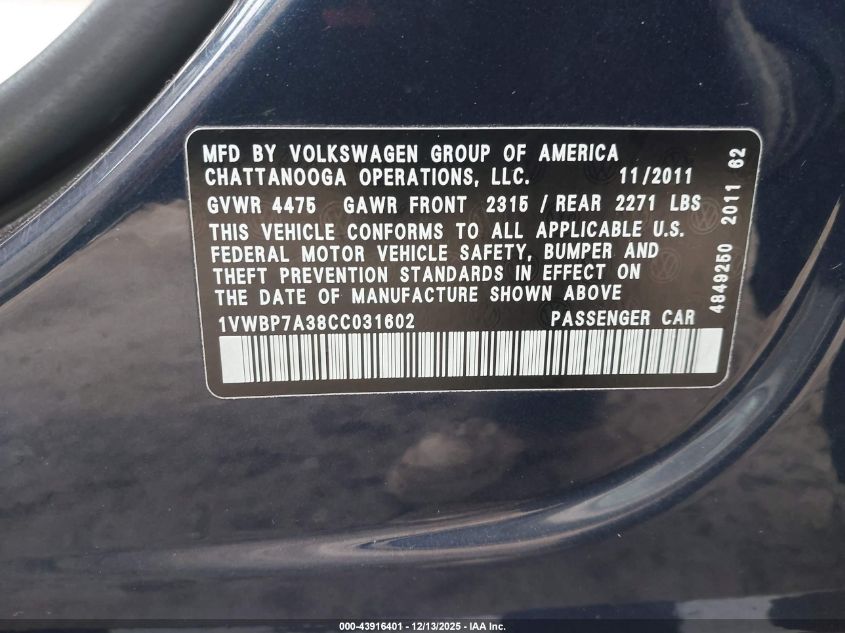 MFD BY VOLKSWAGEN GROUP OF AMERICA
CHATTANOOGA OPERATIONS, LLC. 11/2011
GVWR 4475 GAWR FRONT 2315 / REAR 2271 LBS
THIS VEHICLE CONFORMS TO ALL APPLICABLE U.S.
FEDERAL MOTOR VEHICLE SAFETY, BUMPER AND
THEFT PREVENTION STANDARDS IN EFFECT ON
THE DATE OF MANUFACTURE SHOWN ABOVE
1VWBP7A38CC031602 PASSENGER CAR
4849250 2011 62
000-43916401 - 12/13/2025 - IAA Inc.